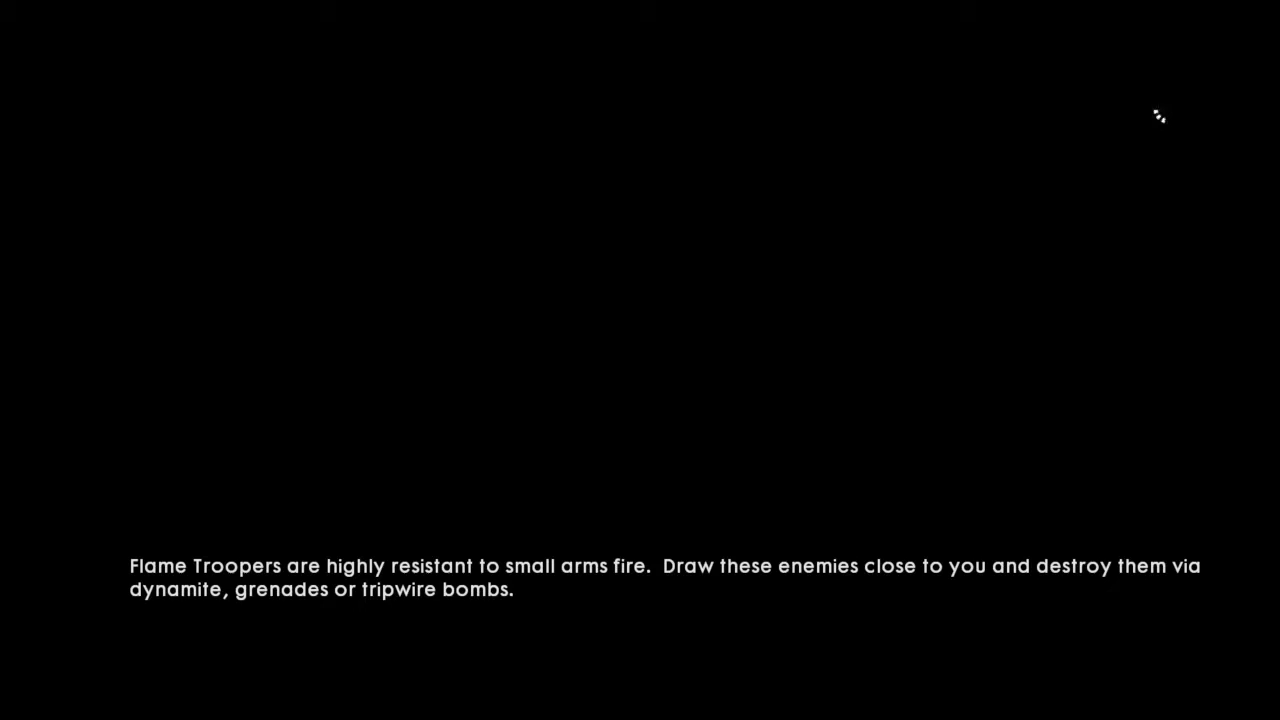 Flame Troopers are highly resistant to small arms fire.  Draw these enemies close to you and destroy them via
dynamite, grenades or tripwire bombs.